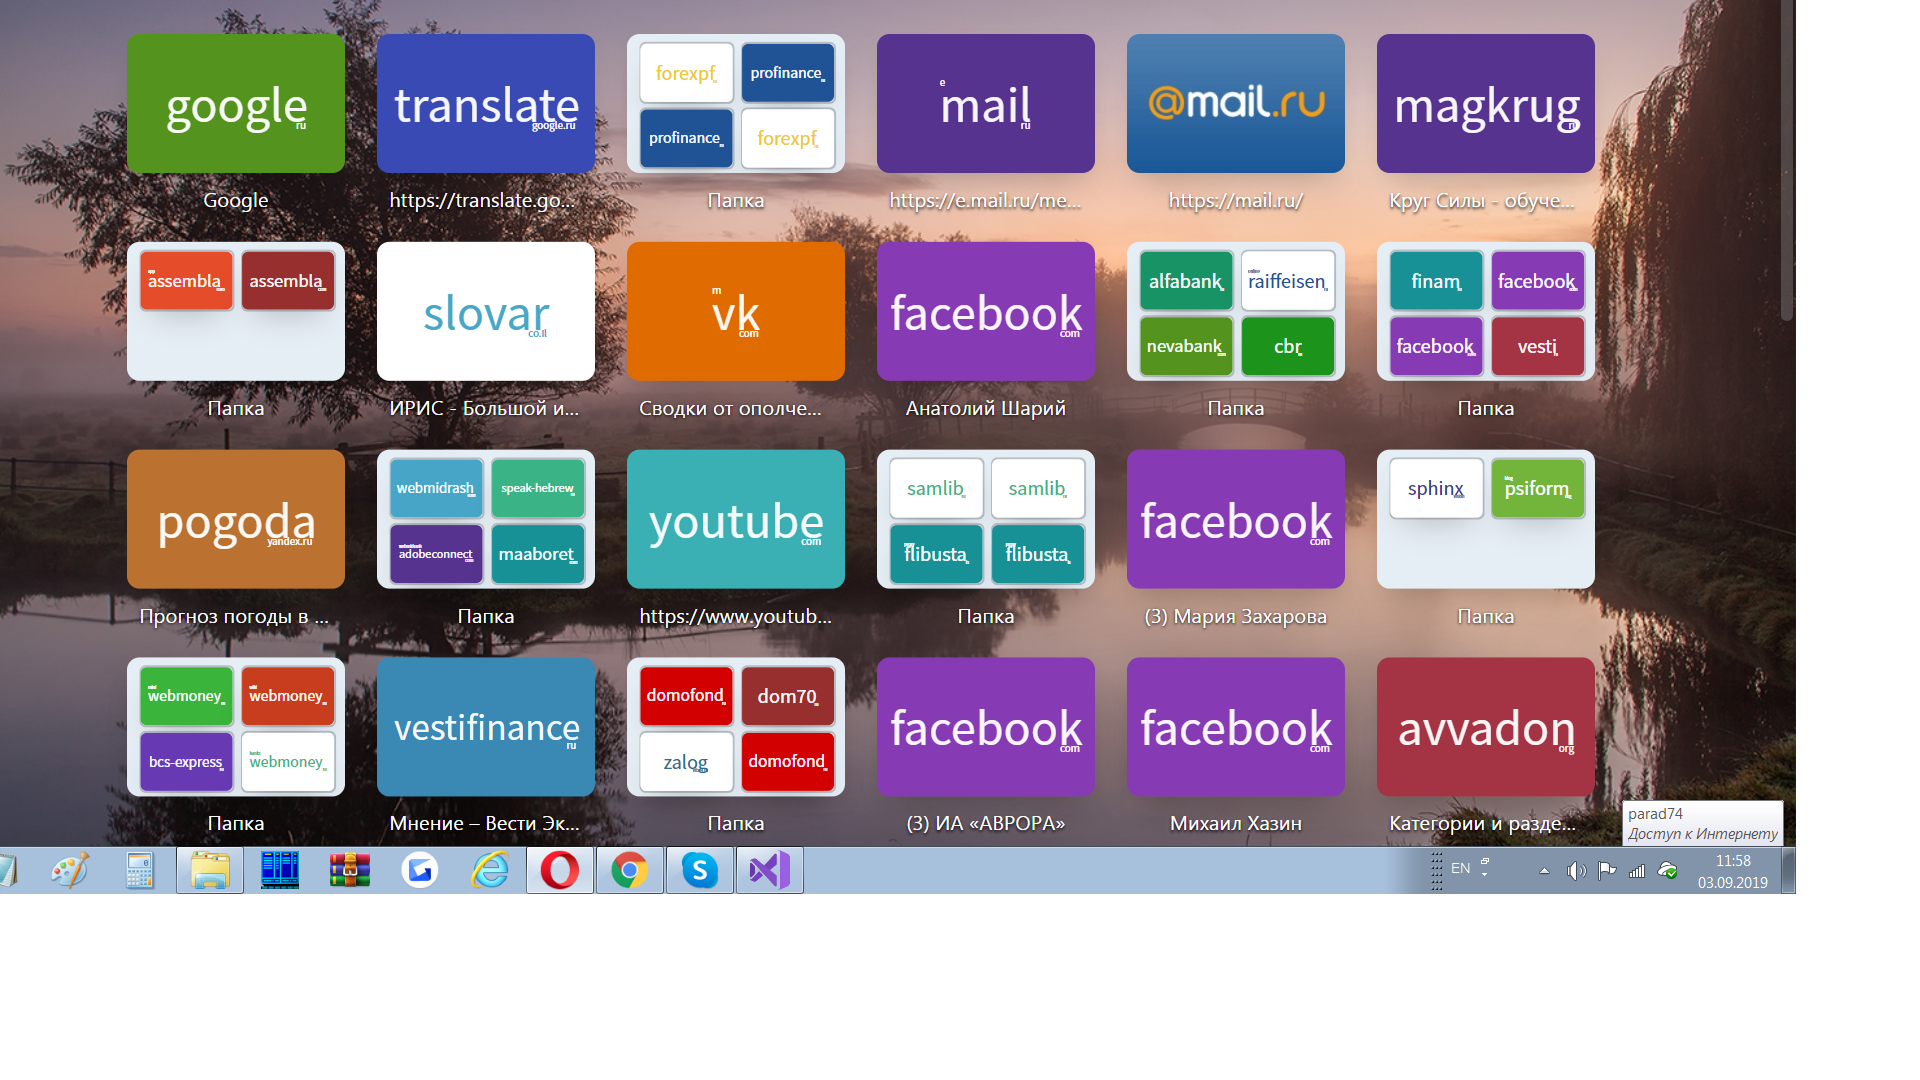 google
ru
translate
google.ru
forexpf
profinance
profinance
forexpf
e
mail
ru
@mail.ru
magkrug
ru
Google
https://translate.go...
Папка
https://e.mail.ru/me...
https://mail.ru/
Круг Силы - обуче...
assembla
assembla
slovar
co.il
m
vk
com
facebook
com
alfabank
raiffeisen
nevabank
cbr
finam
facebook
facebook
vesti
Папка
ИРИС - Большой и...
Сводки от ополче...
Анатолий Шарий
Папка
Папка
pogoda
yandex.ru
webmidrash
speak-hebrew
adobeconnect
maaboret
youtube
com
samlib
samlib
flibusta
flibusta
facebook
com
sphinx
psiform
Прогноз погоды в ...
Папка
https://www.youtub...
Папка
(3) Мария Захарова
Папка
webmoney
webmoney
bcs-express
webmoney
vestifinance
ru
domofond
dom70
zalog
domofond
facebook
com
facebook
com
avvadon
org
Папка
Мнение – Вести Эк...
Папка
(3) ИА «АВРОРА»
Михаил Хазин
Категории и разде...
parad74
Доступ к Интернету
EN
11:58
03.09.2019